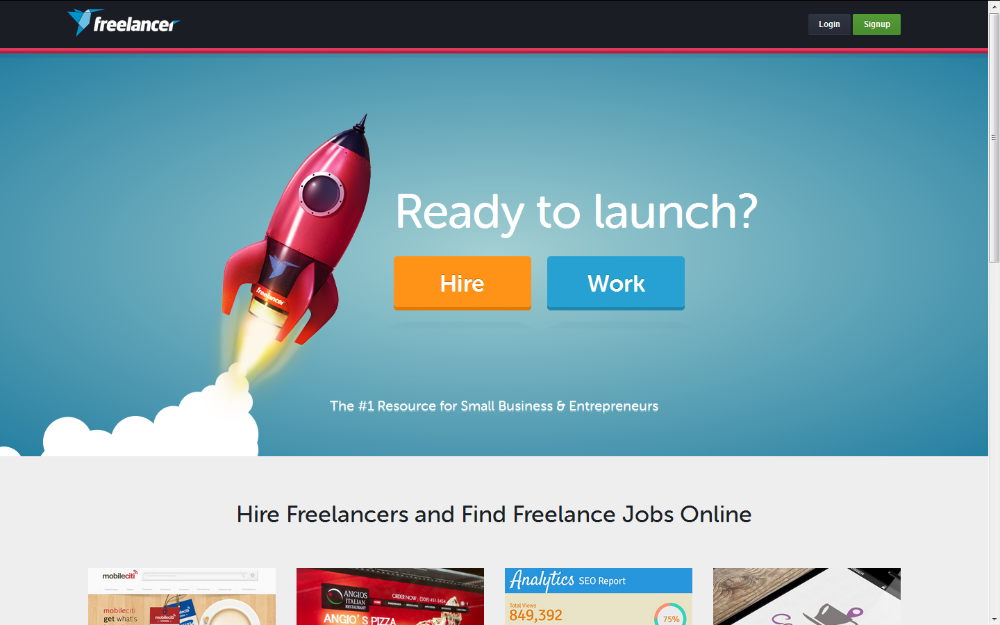 freelancer
Login
Signup
Ready to launch?
Hire
Work
freelancer
The #1 Resource for Small Business & Entrepreneurs
Hire Freelancers and Find Freelance Jobs Online
mobileciti
mobileciti
get what's
mobileciti
ANGIOS
ITALIAN
RESTAURANT
ORDER NOW : (502) 451-5454
ANGIO'S PIZZA
Analytics SEO Report
Total Views
849,392
75%